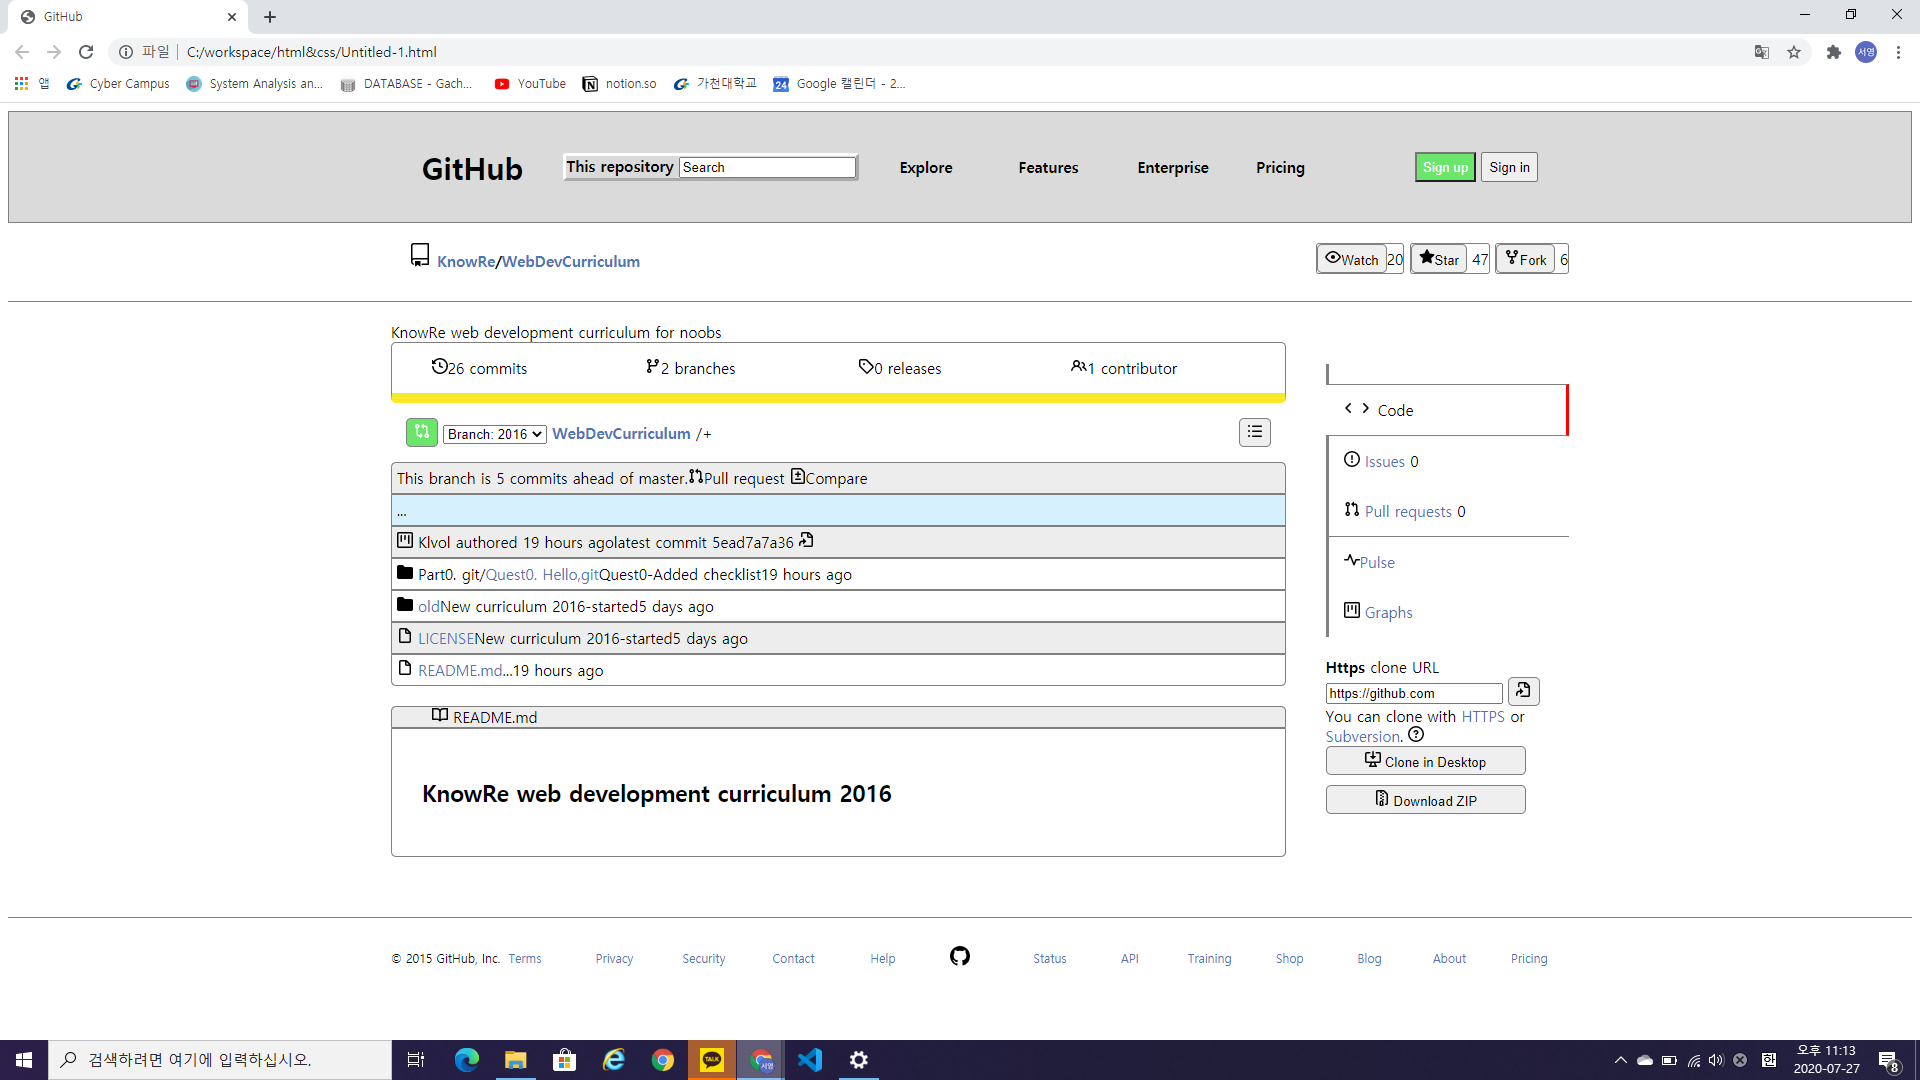 GitHub
파일 C:/workspace/html&css/Untitled-1.html 서영
앱 Cyber Campus System Analysis an... DATABASE - Gach... YouTube notion.so 가천대학교 24 Google 캘린더 - 2...
GitHub This repository Search Explore Features Enterprise Pricing Sign up Sign in
KnowRe/WebDevCurriculum Watch 20 Star 47 Fork 6
KnowRe web development curriculum for noobs
26 commits 2 branches 0 releases 1 contributor
Code
Branch: 2016 WebDevCurriculum /+
Issues 0
This branch is 5 commits ahead of master.Pull request Compare
...
Pull requests 0
Klvol authored 19 hours agolatest commit 5ead7a7a36
Pulse
Part0. git/Quest0. Hello,gitQuest0-Added checklist19 hours ago
oldNew curriculum 2016-started5 days ago
Graphs
LICENSENew curriculum 2016-started5 days ago
README.md...19 hours ago
Https clone URL
https://github.com
README.md
You can clone with HTTPS or
Subversion.
Clone in Desktop
KnowRe web development curriculum 2016
Download ZIP
© 2015 GitHub, Inc. Terms Privacy Security Contact Help Status API Training Shop Blog About Pricing
검색하려면 여기에 입력하십시오.
TALK
서영
한
오후 11:13
2020-07-27
8